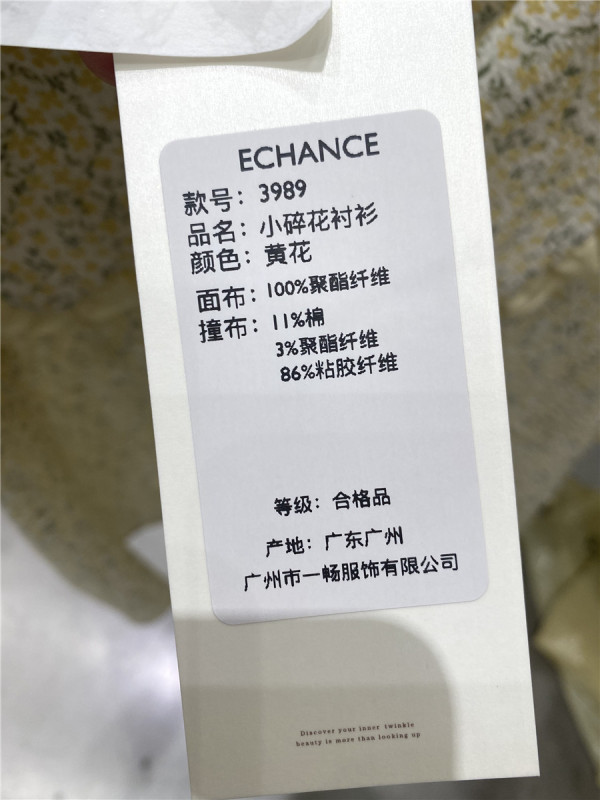 ECHANCE
款号：3989
品名：小碎花衬衫
颜色：黄花
面布：100%聚酯纤维
撞布：11%棉
3%聚酯纤维
86%粘胶纤维
等级：合格品
产地：广东广州
广州市一畅服饰有限公司
Discover your inner twinkle
beauty is more than looking up